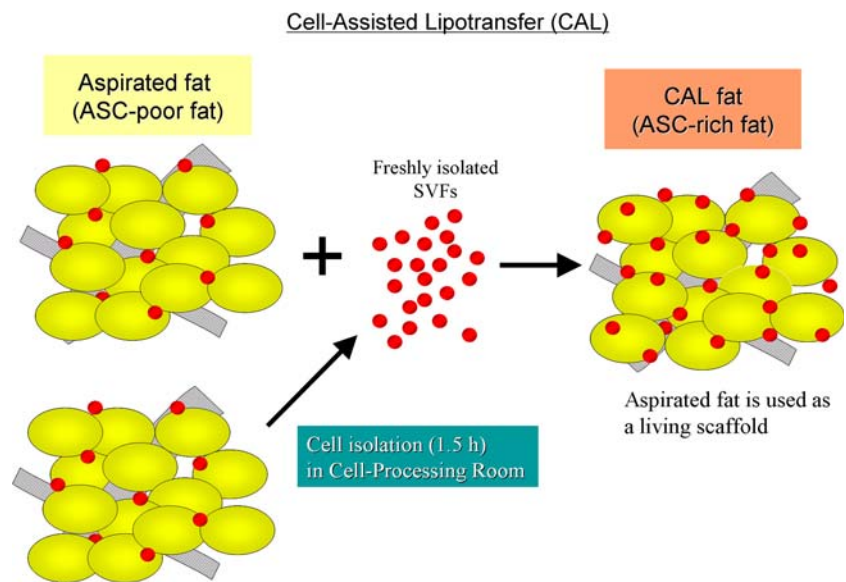 Cell-Assisted Lipotransfer (CAL)
Aspirated fat
(ASC-poor fat)
Freshly isolated
SVFs
CAL fat
(ASC-rich fat)
Aspirated fat is used as
a living scaffold
Cell isolation (1.5 h)
in Cell-Processing Room